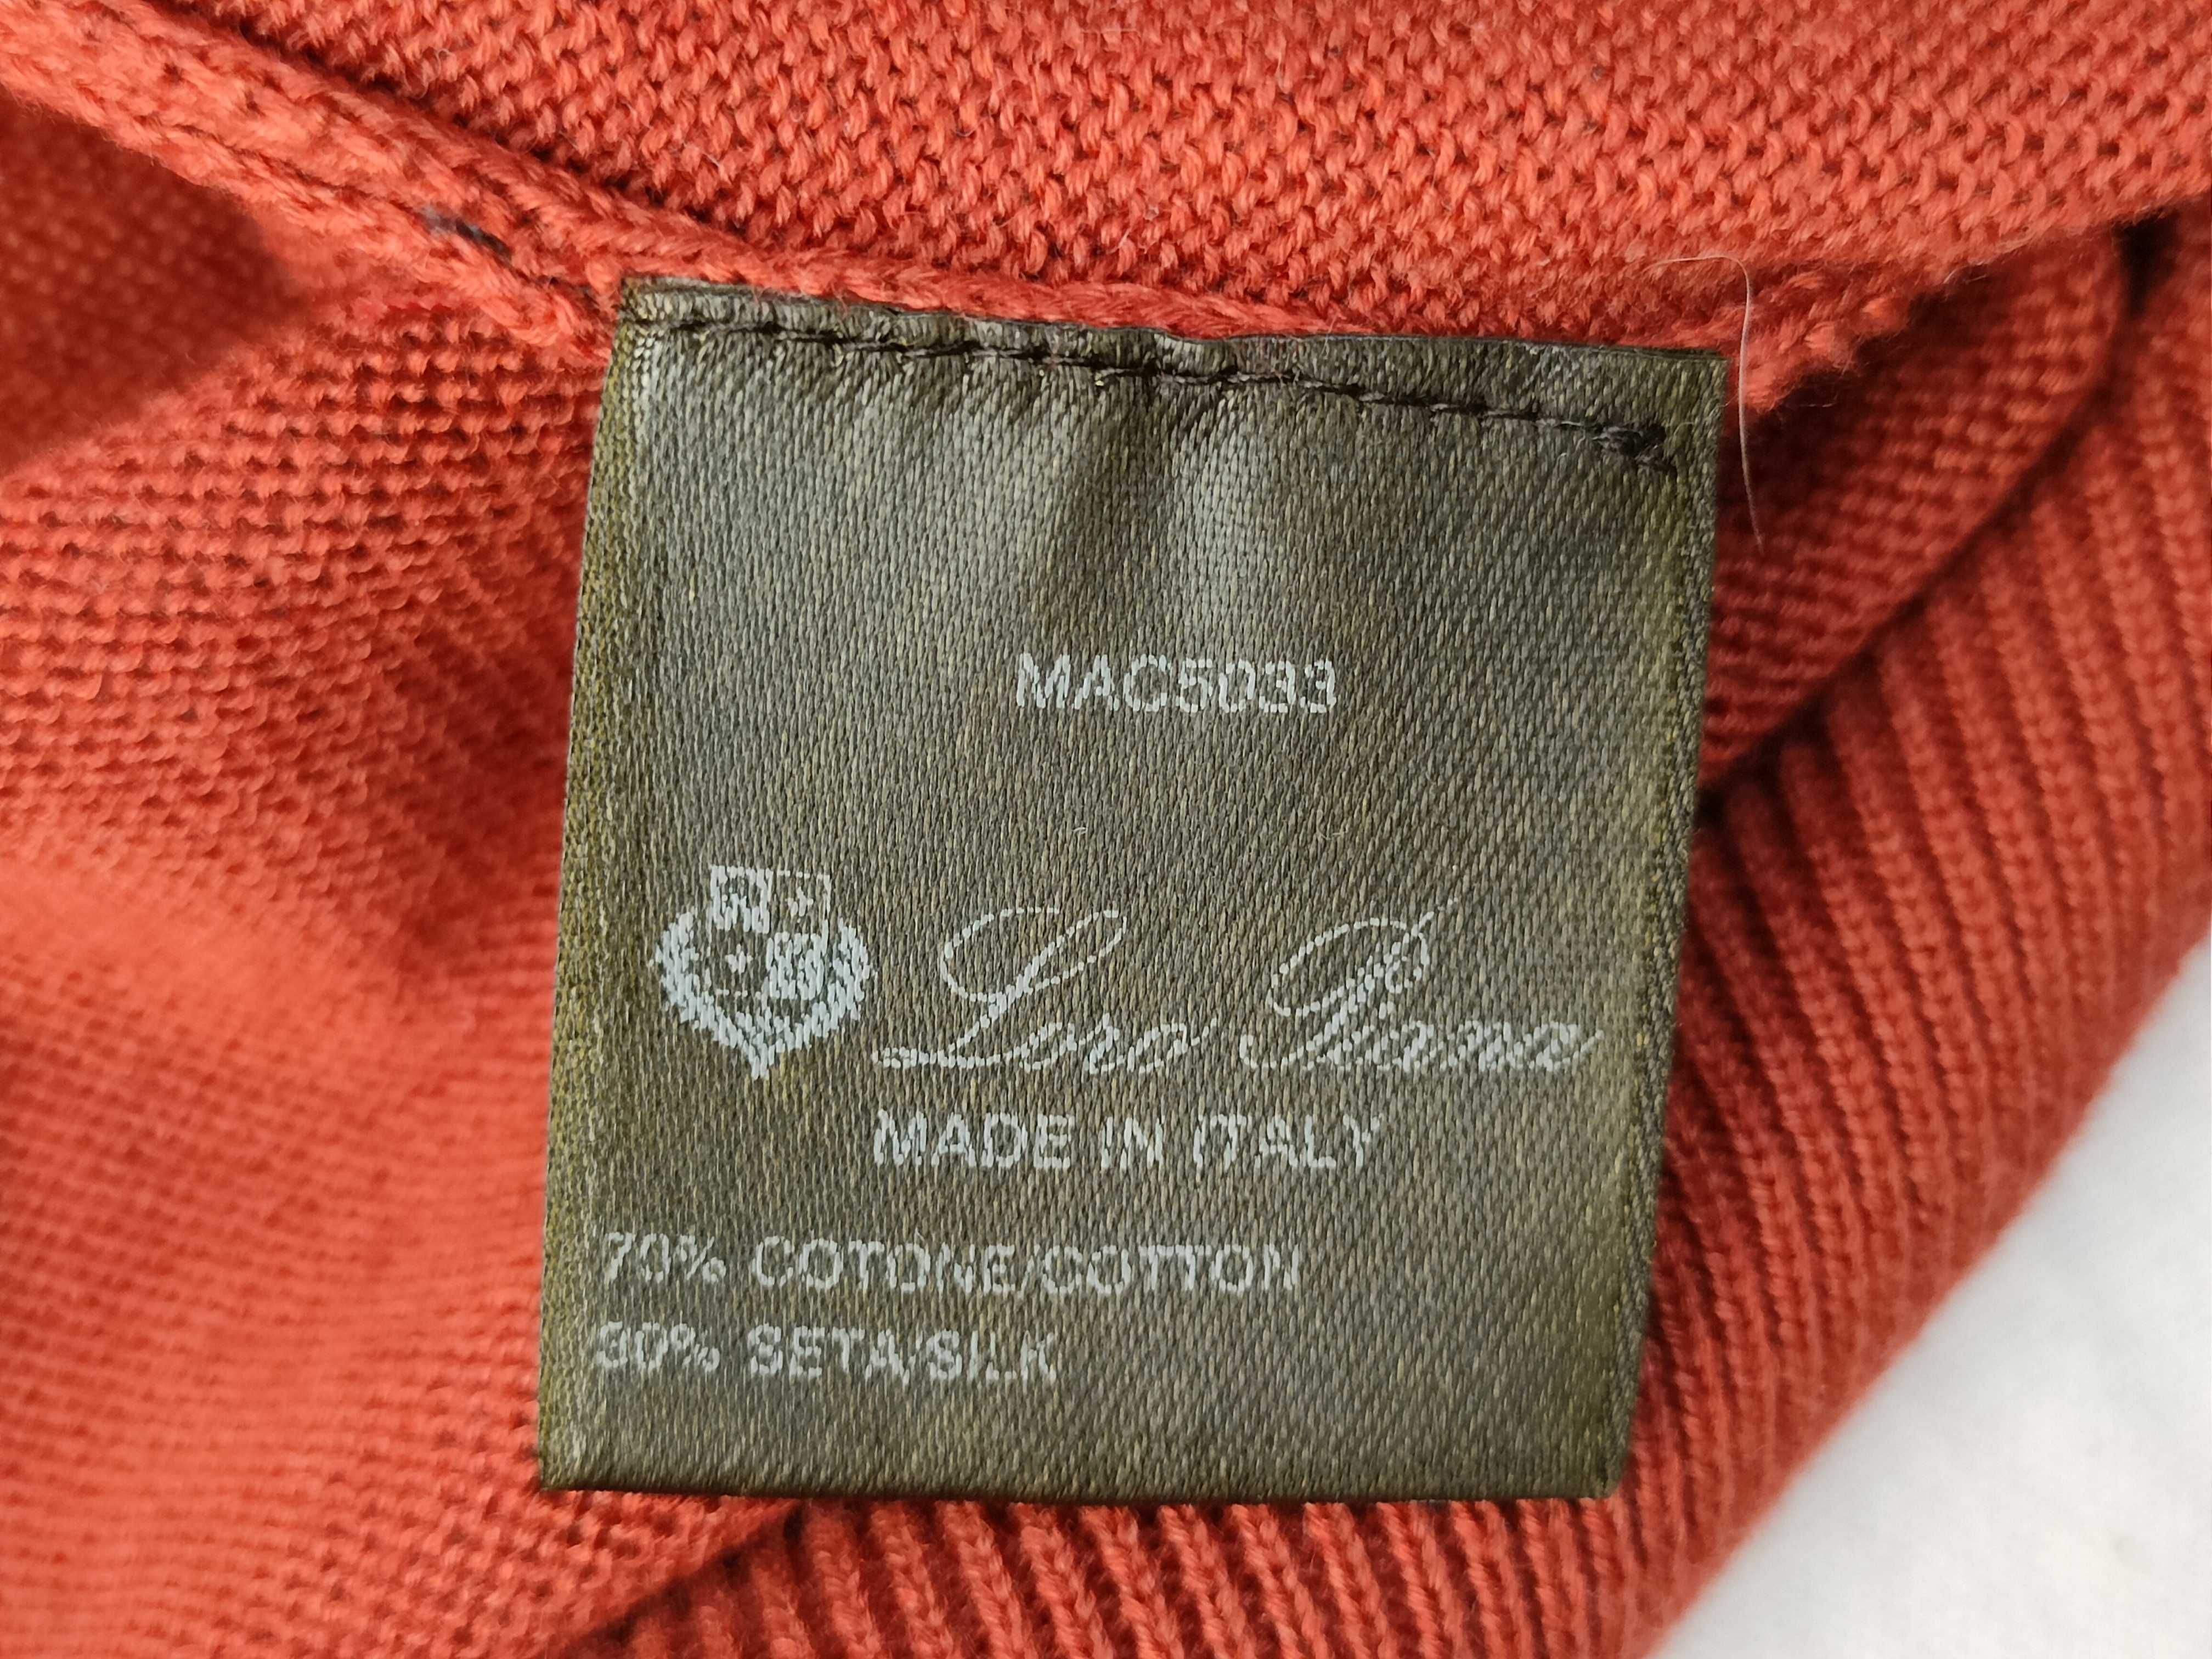 MAC5033
Loro Piana
MADE IN ITALY
70% COTONE/COTTON
30% SETA/SILK